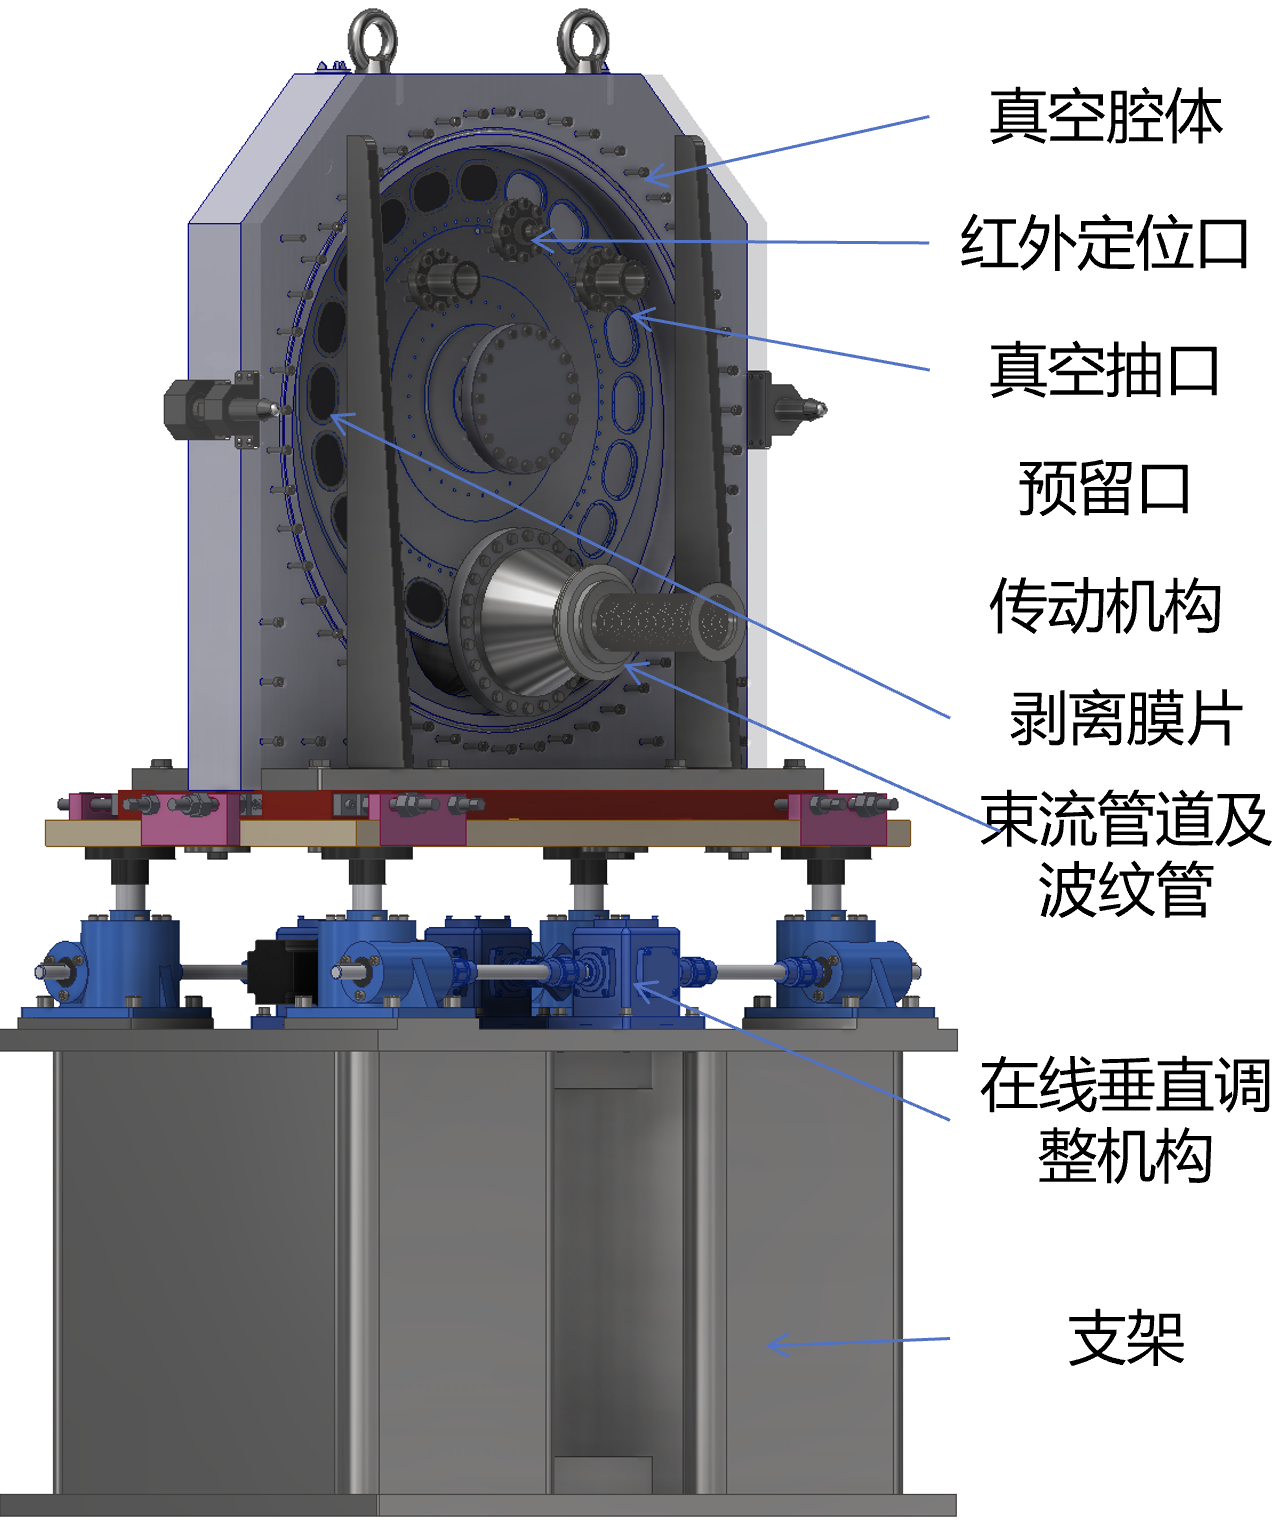 真空腔体
红外定位口
真空抽口
预留口
传动机构
剥离膜片
束流管道及
波纹管
在线垂直调
整机构
支架